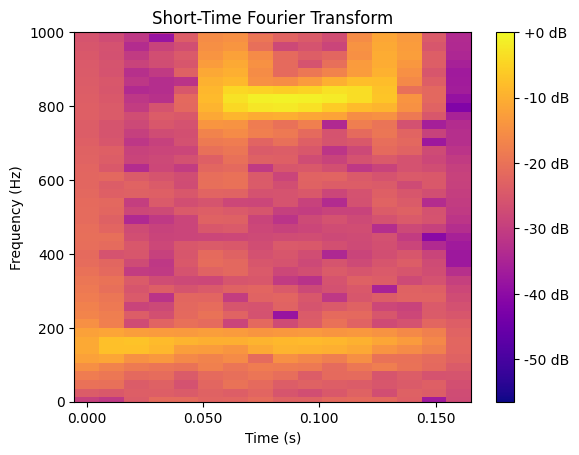 Short-Time Fourier Transform
1000
800
600
400
200
0
Frequency (Hz)
0.000
0.050
0.100
0.150
Time (s)
+0 dB
-10 dB
-20 dB
-30 dB
-40 dB
-50 dB